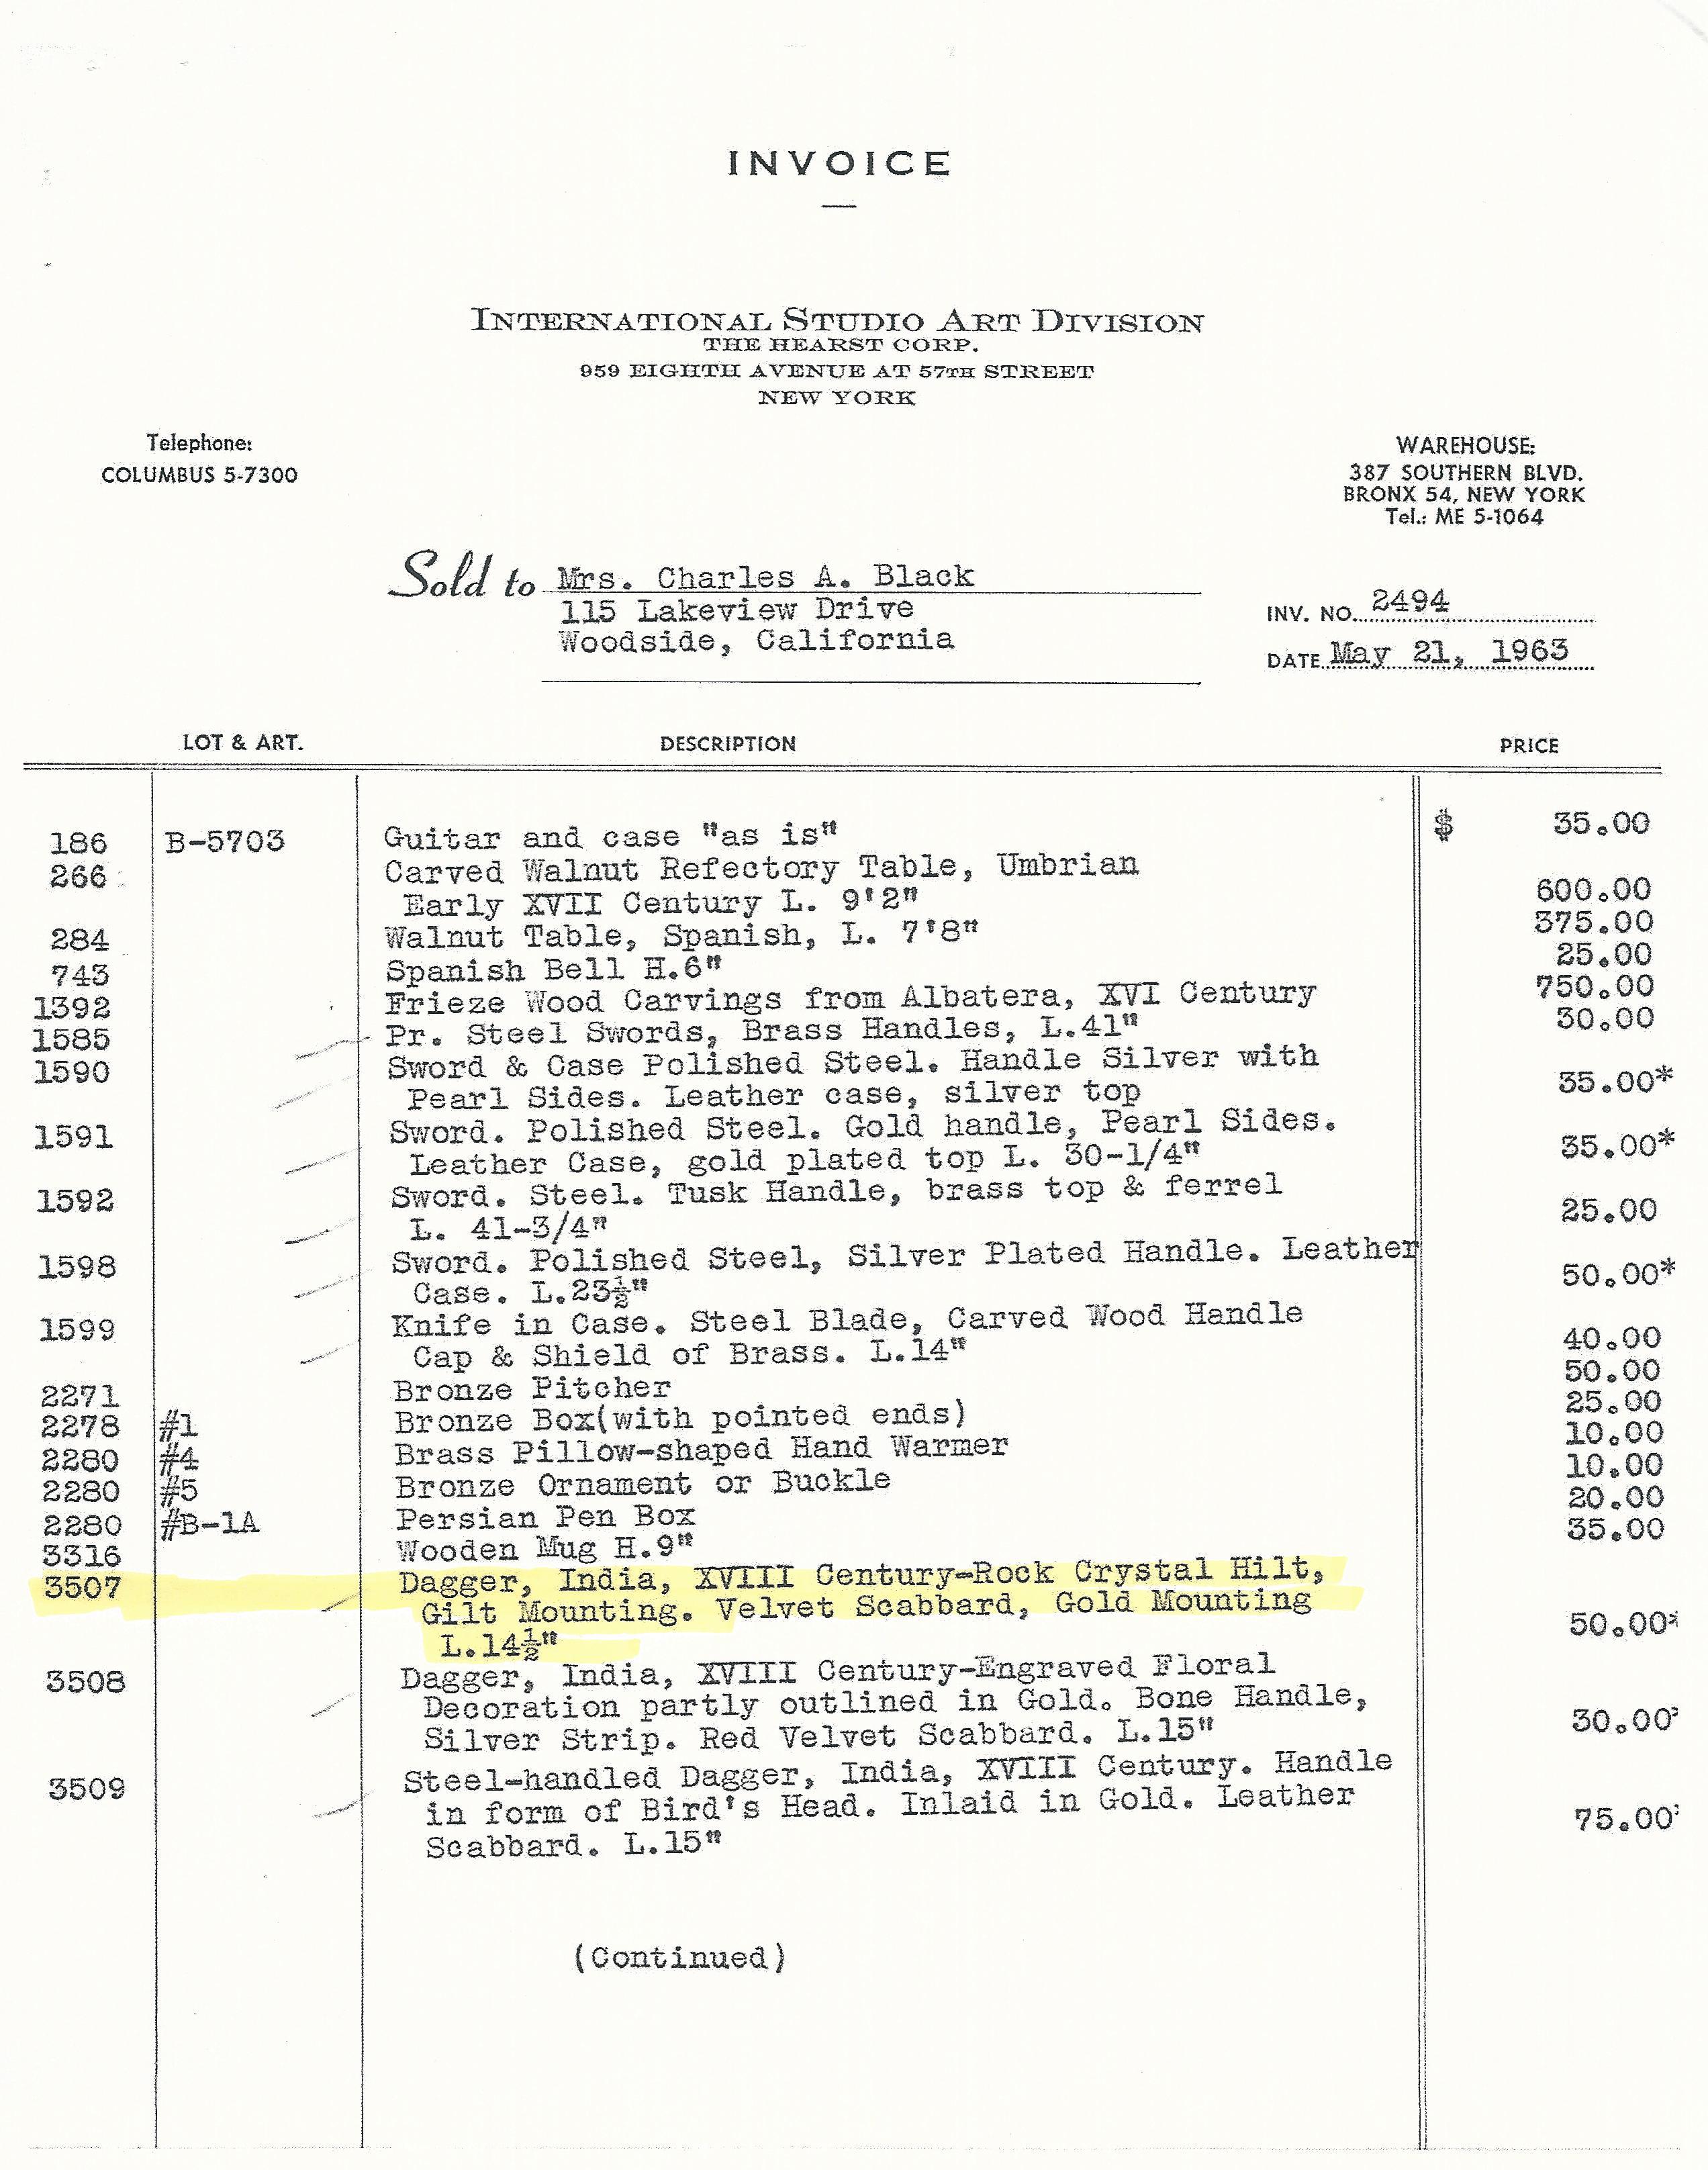 INVOICE
INTERNATIONAL STUDIO ART DIVISION
THE HEARST CORP.
959 EIGHTH AVENUE AT 57TH STREET
NEW YORK
Telephone:
COLUMBUS 5-7300
WAREHOUSE:
387 SOUTHERN BLVD.
BRONX 54, NEW YORK
Tel.: ME 5-1064
Sold to Mrs. Charles A. Black
115 Lakeview Drive
Woodside, California
INV. NO. 2494
DATE May 21, 1963
LOT & ART. DESCRIPTION PRICE
186 B-5703 Guitar and case "as is" $ 35.00
266 Carved Walnut Refectory Table, Umbrian
Early XVII Century L. 9'2" 600.00
284 Walnut Table, Spanish, L. 7'8" 375.00
743 Spanish Bell H.6" 25.00
1392 Frieze Wood Carvings from Albatera, XVI Century 750.00
1585 Pr. Steel Swords, Brass Handles, L.41" 30.00
1590 Sword & Case Polished Steel. Handle Silver with
Pearl Sides. Leather case, silver top 35.00*
1591 Sword. Polished Steel. Gold handle, Pearl Sides.
Leather Case, gold plated top L. 30-1/4" 35.00*
1592 Sword. Steel. Tusk Handle, brass top & ferrel
L. 41-3/4" 25.00
1598 Sword. Polished Steel, Silver Plated Handle. Leather
Case. L.23½" 50.00*
1599 Knife in Case. Steel Blade, Carved Wood Handle
Cap & Shield of Brass. L.14" 40.00
2271 Bronze Pitcher 50.00
2278 #1 Bronze Box(with pointed ends) 25.00
2280 #4 Brass Pillow-shaped Hand Warmer 10.00
2280 #5 Bronze Ornament or Buckle 10.00
2280 #B-1A Persian Pen Box 20.00
3316 Wooden Mug H.9" 35.00
3507 Dagger, India, XVIII Century-Rock Crystal Hilt,
Gilt Mounting. Velvet Scabbard, Gold Mounting
L.14½" 50.00*
3508 Dagger, India, XVIII Century-Engraved Floral
Decoration partly outlined in Gold. Bone Handle,
Silver Strip. Red Velvet Scabbard. L.15" 30.00*
3509 Steel-handled Dagger, India, XVIII Century. Handle
in form of Bird's Head. Inlaid in Gold. Leather
Scabbard. L.15" 75.00*
(Continued)